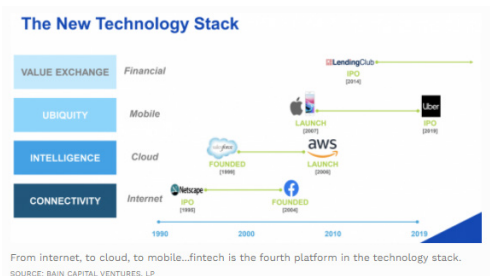 The New Technology Stack
VALUE EXCHANGE Financial
LendingClub
IPO
[2014]
UBIQUITY Mobile
LAUNCH
[2007]
Uber
IPO
[2019]
INTELLIGENCE Cloud
salesforce
FOUNDED
[1999]
aws
LAUNCH
[2006]
CONNECTIVITY Internet
Netscape
IPO
[1995]
FOUNDED
[2004]
1990 2000 2010 2019
From internet, to cloud, to mobile...fintech is the fourth platform in the technology stack.
SOURCE: BAIN CAPITAL VENTURES, LP